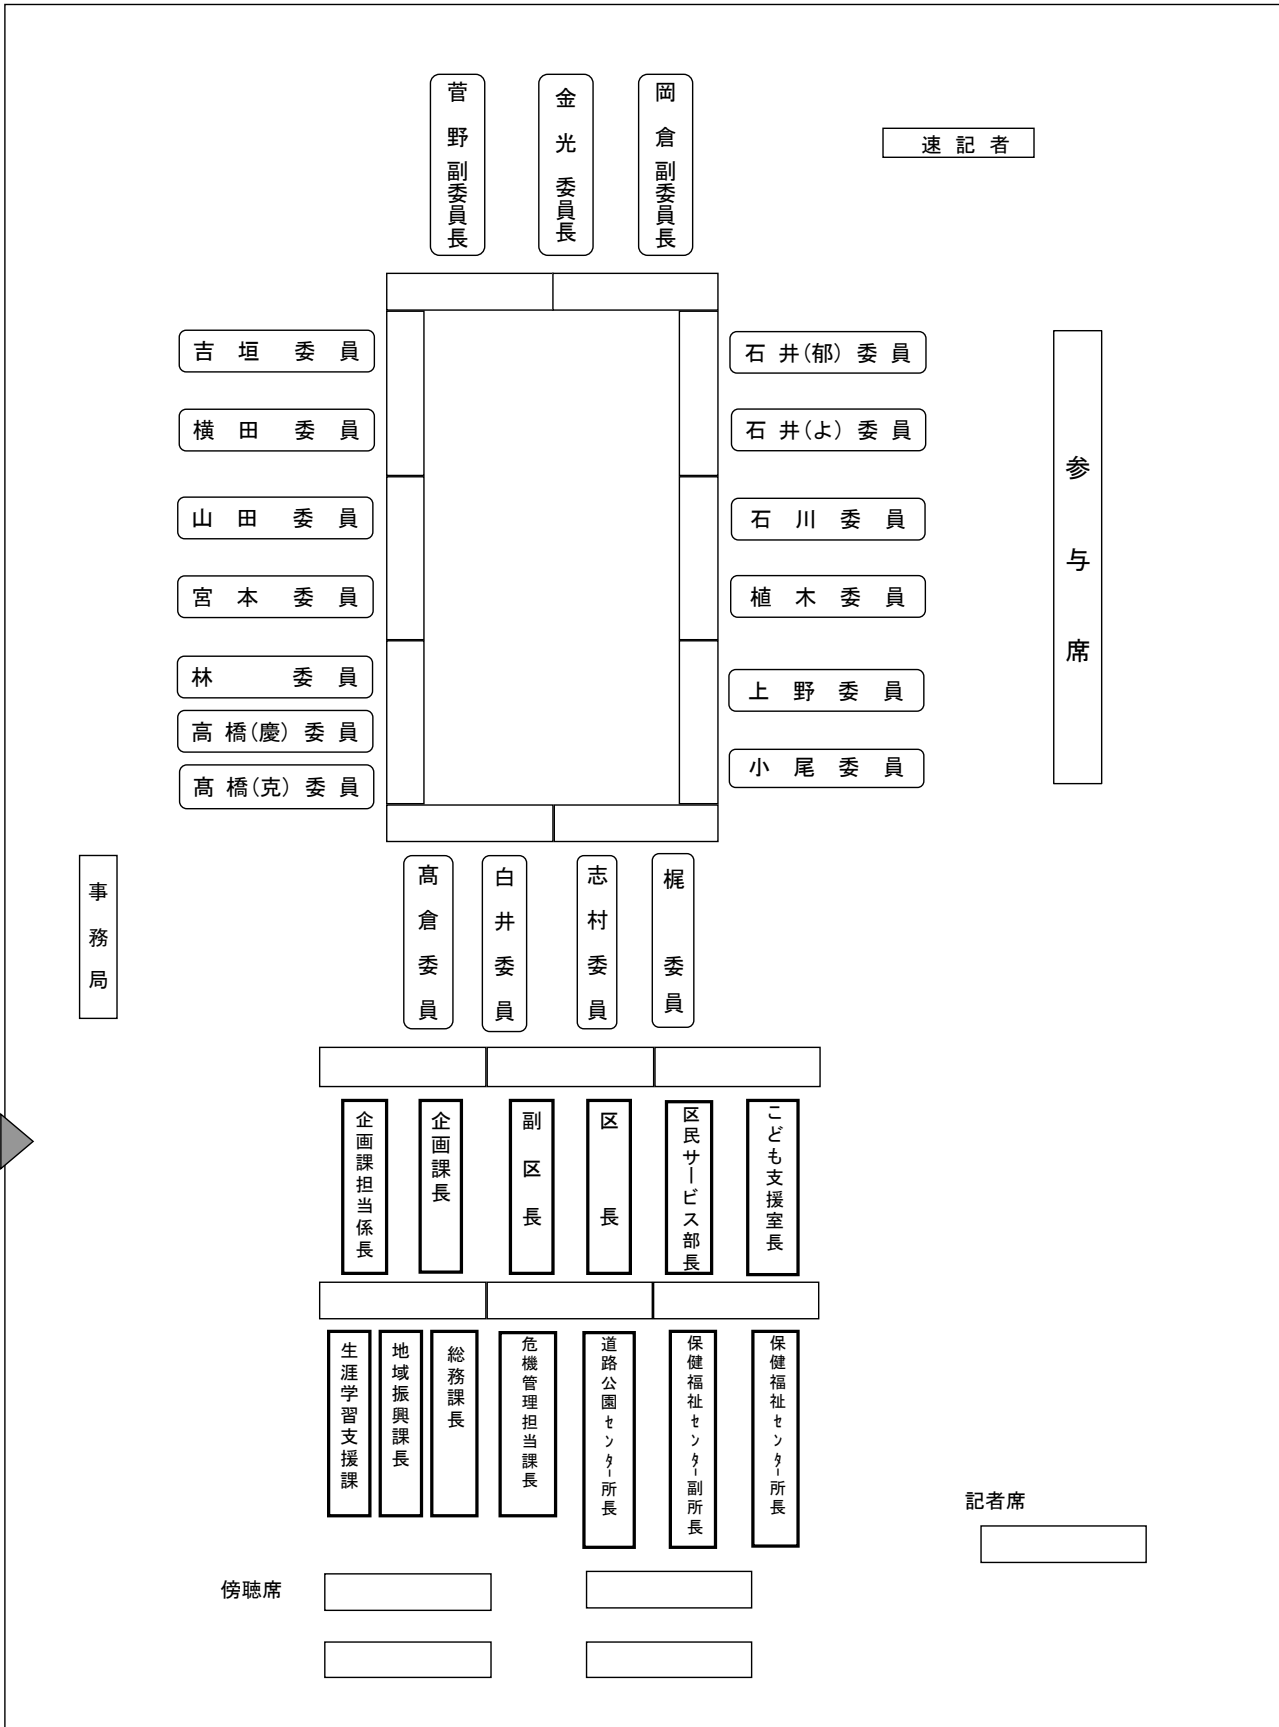 菅野副委員長
金光委員長
岡倉副委員長
速記者
吉垣委員
石井(郁)委員
横田委員
石井(よ)委員
山田委員
石川委員
宮本委員
植木委員
林委員
上野委員
高橋(慶)委員
小尾委員
髙橋(克)委員
参与席
事務局
髙倉委員
白井委員
志村委員
梶委員
企画課担当係長
企画課長
副区長
区長
区民サービス部長
こども支援室長
生涯学習支援課
地域振興課長
総務課長
危機管理担当課長
道路公園ｾﾝﾀｰ所長
保健福祉ｾﾝﾀｰ副所長
保健福祉ｾﾝﾀｰ所長
記者席
傍聴席